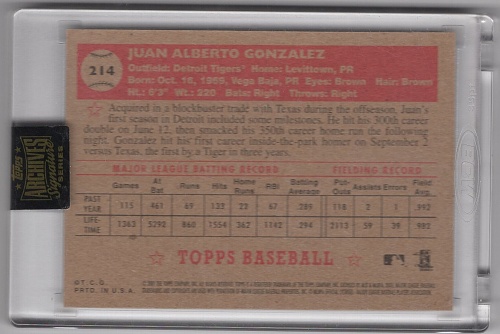 214
JUAN ALBERTO GONZALEZ
Outfield: Detroit Tigers Home: Levittown, PR
Born: Oct. 16, 1969, Vega Baja, PR Eyes: Brown Hair: Brown
Ht.: 6'3" Wt.: 220 Bats: Right Throws: Right
Acquired in a blockbuster trade with Texas during the offseason, Juan's
first season in Detroit included some milestones. He hit his 300th career
double on June 12, then smacked his 350th career home run the following
night. Gonzalez hit his first career inside-the-park homer on September 2
versus Texas, the first by a Tiger in three years.
TOPPS
ARCHIVES
Signature
SERIES
MAJOR LEAGUE BATTING RECORD FIELDING RECORD
Games At Bat Runs Hits Home Runs RBI Batting Average Put-Outs Assists Errors Field. Avg.
PAST YEAR 115 461 69 133 22 67 .289 118 2 1 .992
LIFE-TIME 1363 5292 860 1554 362 1142 .294 2113 59 39 .982
TOPPS BASEBALL
©T.C.G.
PRTD. IN U.S.A.